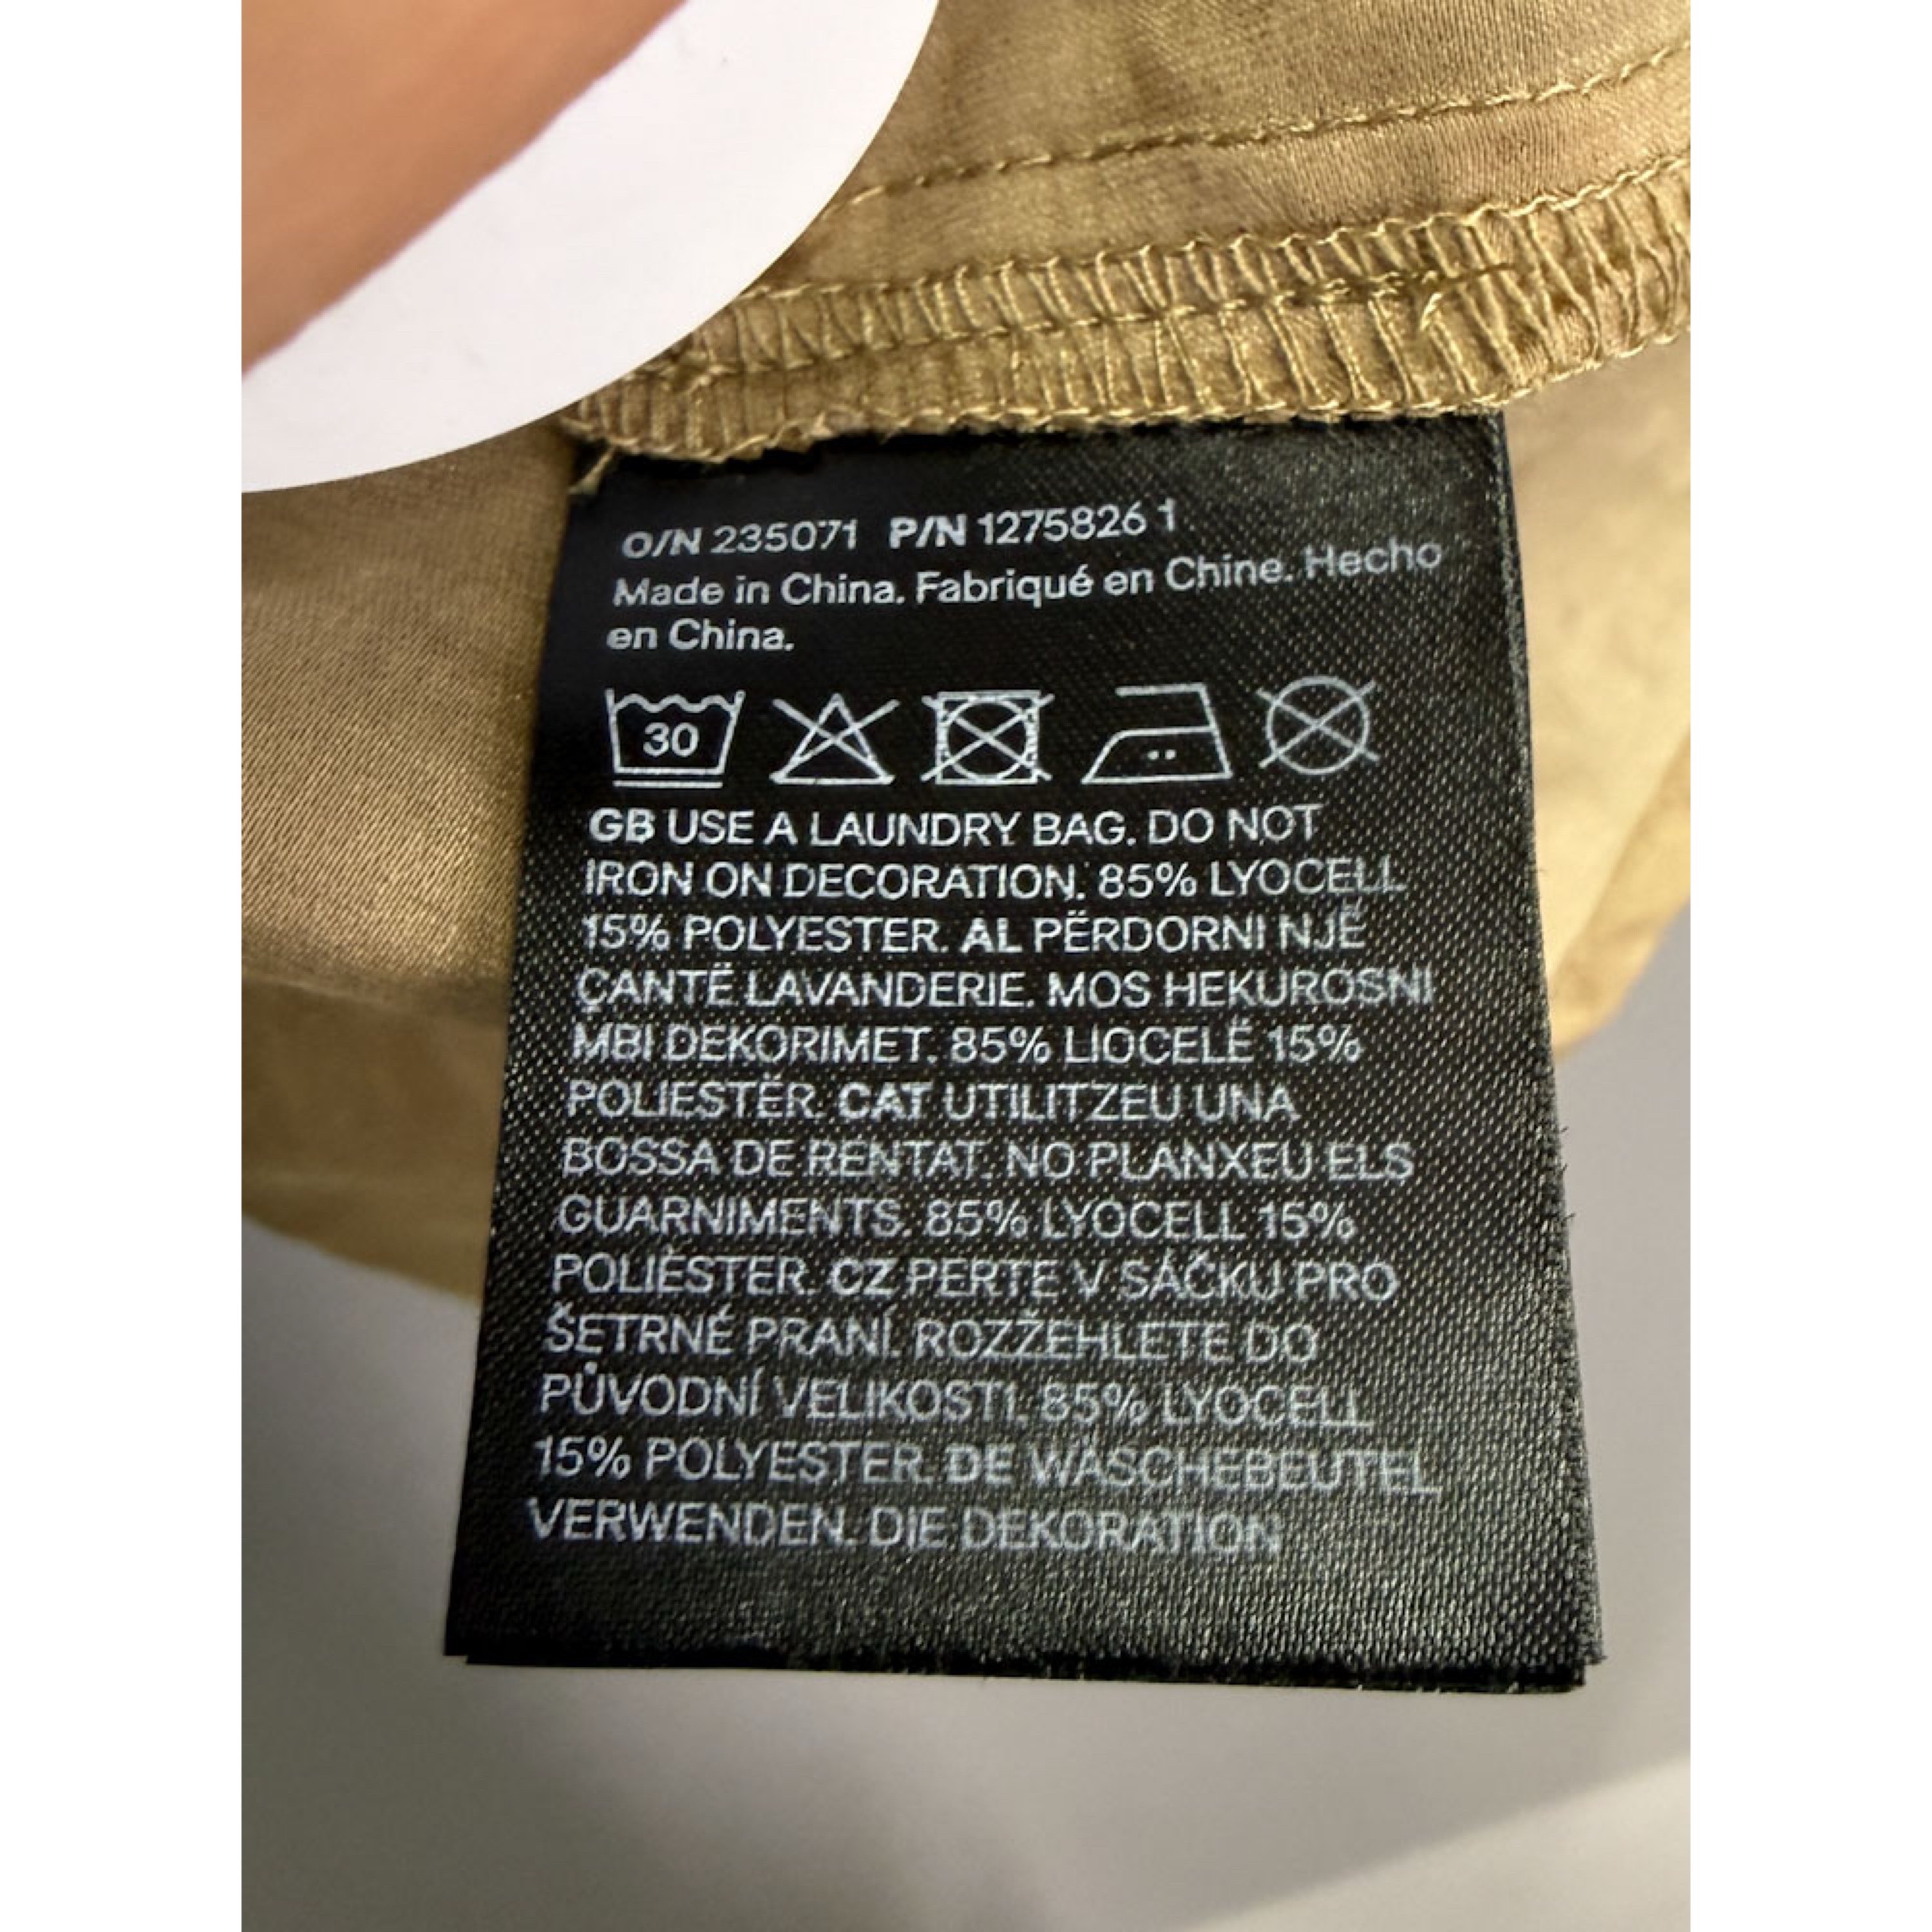 O/N 235071 P/N 1275826 1
Made in China. Fabriqué en Chine. Hecho
en China.
30
GB USE A LAUNDRY BAG. DO NOT
IRON ON DECORATION. 85% LYOCELL
15% POLYESTER. AL PËRDORNI NJË
ÇANTË LAVANDERIE. MOS HEKUROSNI
MBI DEKORIMET. 85% LIOCELË 15%
POLIESTËR. CAT UTILITZEU UNA
BOSSA DE RENTAT. NO PLANXEU ELS
GUARNIMENTS. 85% LYOCELL 15%
POLIÈSTER. CZ PERTE V SÁČKU PRO
ŠETRNÉ PRANÍ. ROZŽEHLETE DO
PŮVODNÍ VELIKOSTI. 85% LYOCELL
15% POLYESTER. DE WÄSCHEBEUTEL
VERWENDEN. DIE DEKORATION